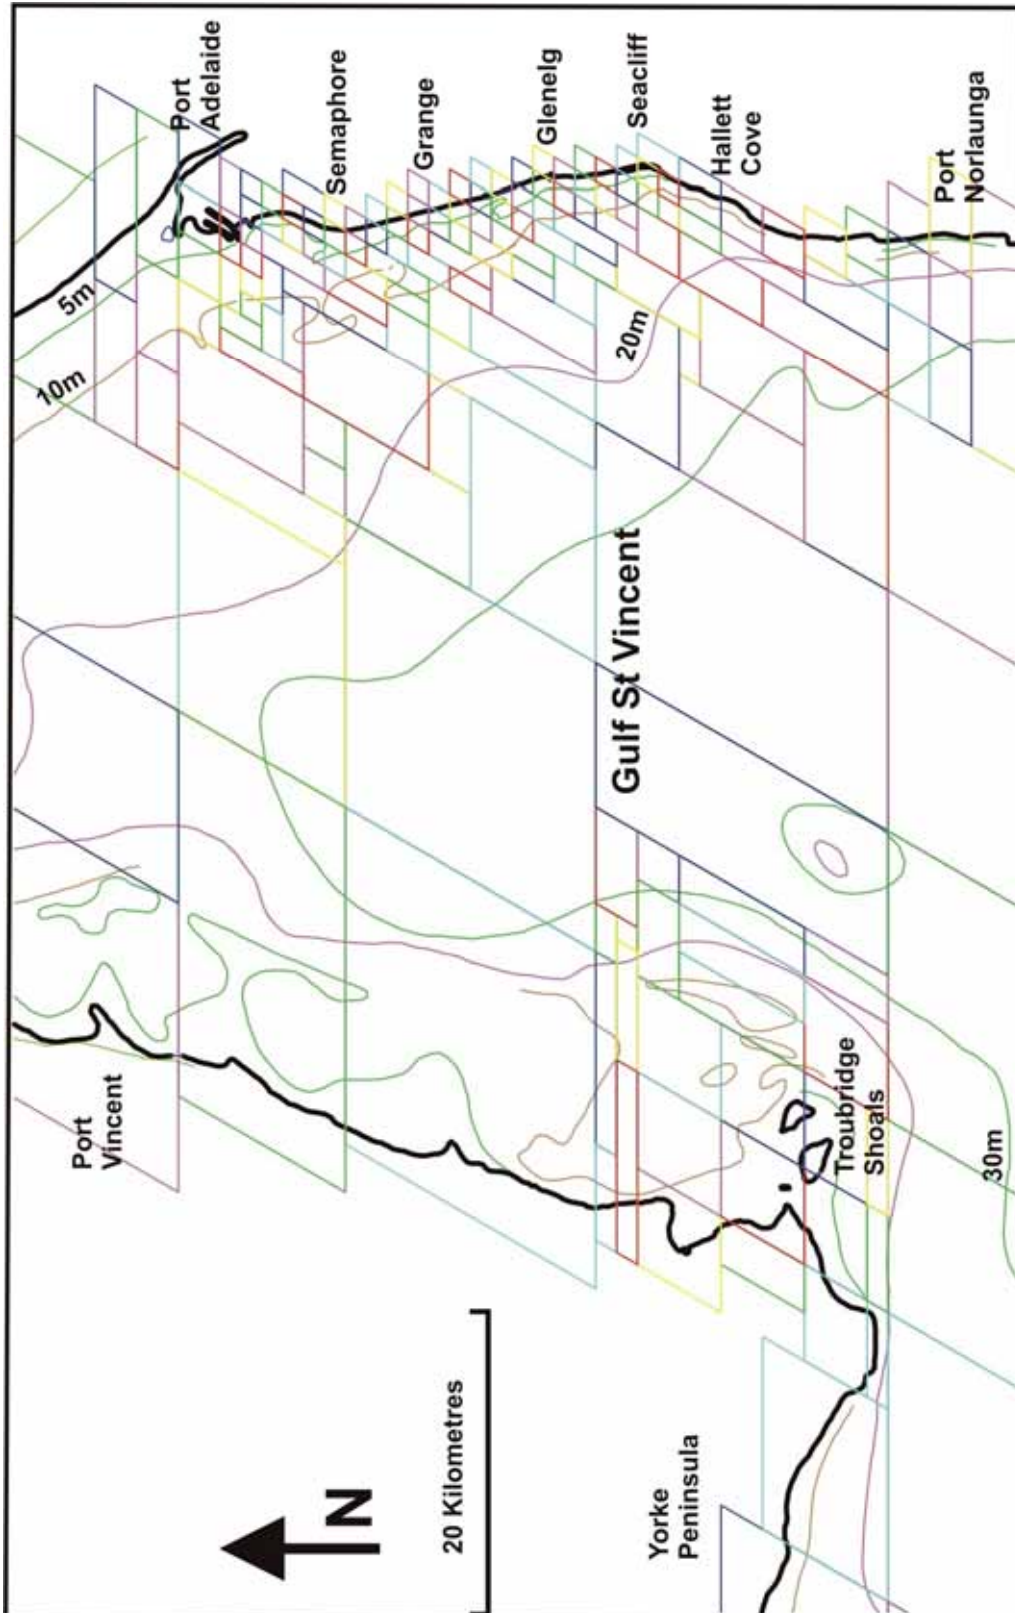 Port
Adelaide
Semaphore
Grange
Glenelg
Seacliff
Hallett
Cove
Port
Norlaunga
5m
10m
20m
Gulf St Vincent
Port
Vincent
Troubridge
Shoals
30m
Yorke
Peninsula
20 Kilometres
N